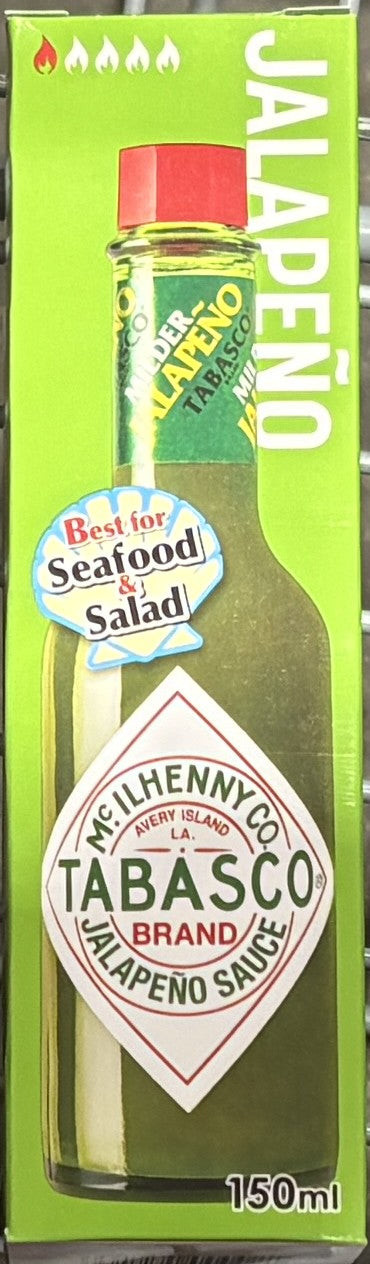 JALAPEÑO
MILDER
JALAPEÑO
TABASCO
Best for
Seafood
&
Salad
McILHENNY CO.
AVERY ISLAND
LA.
TABASCO
BRAND
JALAPEÑO SAUCE
150ml